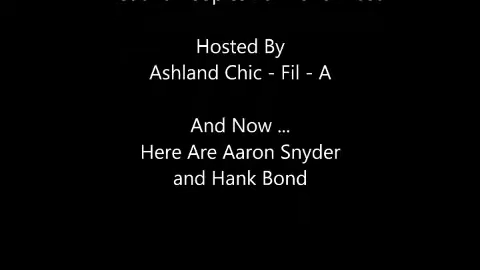 Hosted By
Ashland Chic - Fil - A
And Now ...
Here Are Aaron Snyder
and Hank Bond